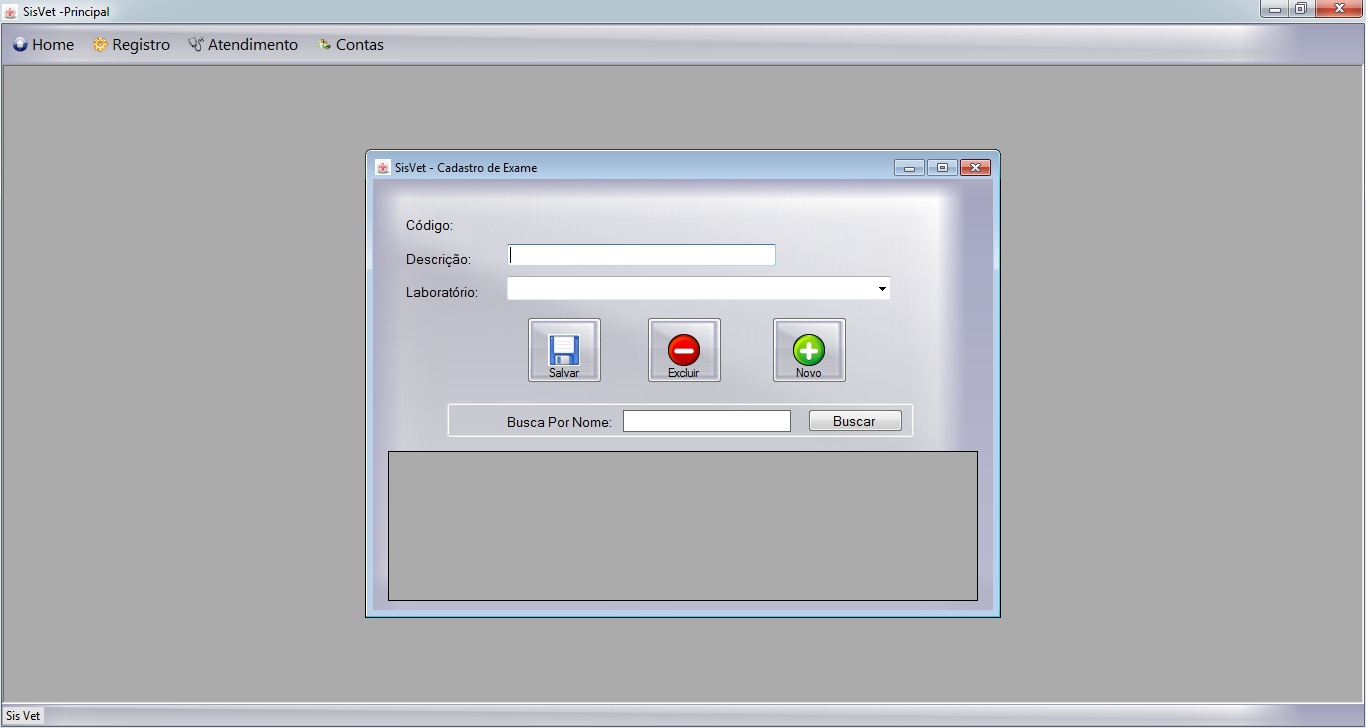 SisVet -Principal
Home Registro Atendimento Contas
SisVet - Cadastro de Exame
Código:
Descrição:
Laboratório:
Salvar Excluir Novo
Busca Por Nome: Buscar
Sis Vet